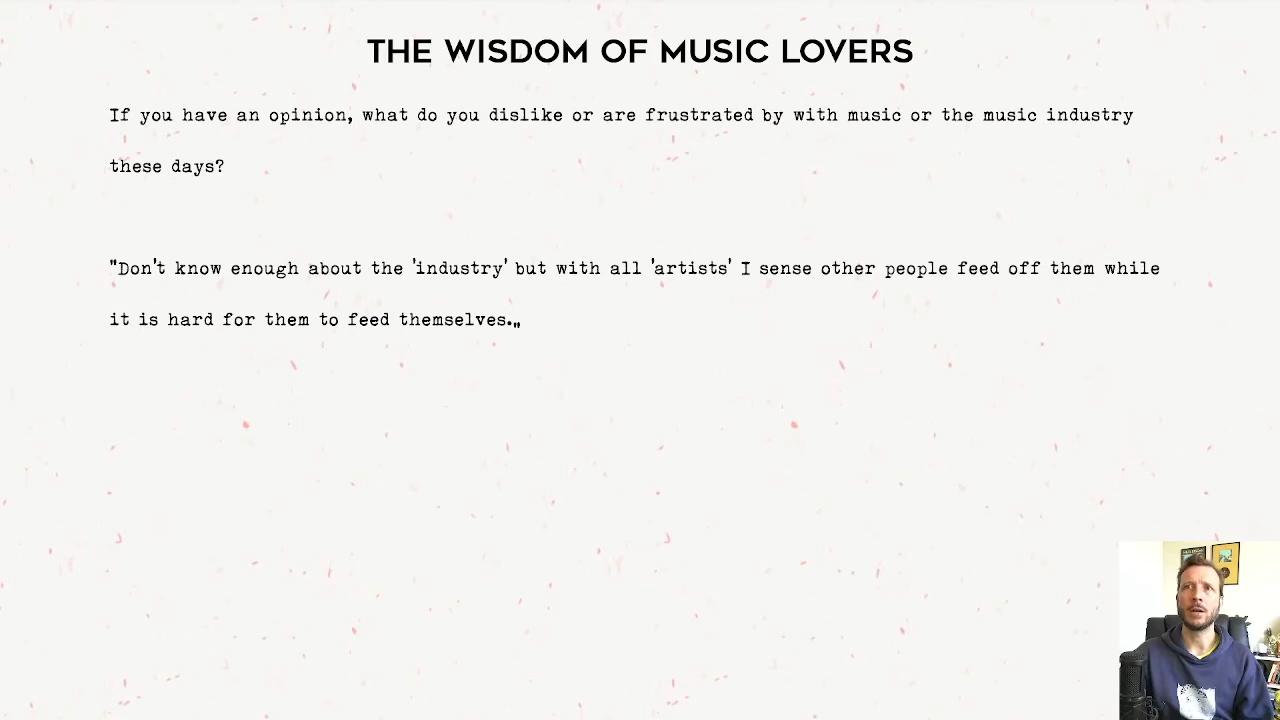 THE WISDOM OF MUSIC LOVERS
If you have an opinion, what do you dislike or are frustrated by with music or the music industry
these days?
"Don't know enough about the 'industry' but with all 'artists' I sense other people feed off them while
it is hard for them to feed themselves.„